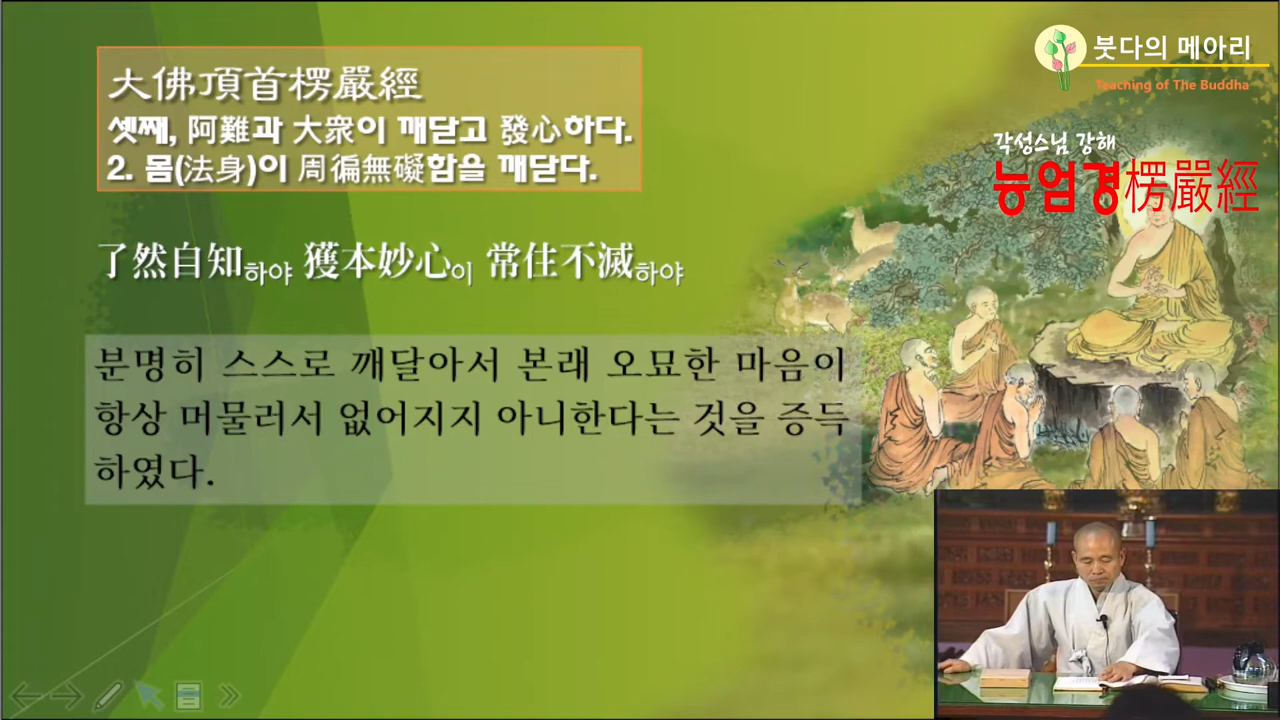 大佛頂首楞嚴經
셋째, 阿難과 大衆이 깨닫고 發心하다.
2. 몸(法身)이 周徧無礙함을 깨닫다.
붓다의 메아리
Teaching of The Buddha
각성스님 강해
능엄경楞嚴經
了然自知하야 獲本妙心이 常住不滅하야
분명히 스스로 깨달아서 본래 오묘한 마음이
항상 머물러서 없어지지 아니한다는 것을 증득
하였다.